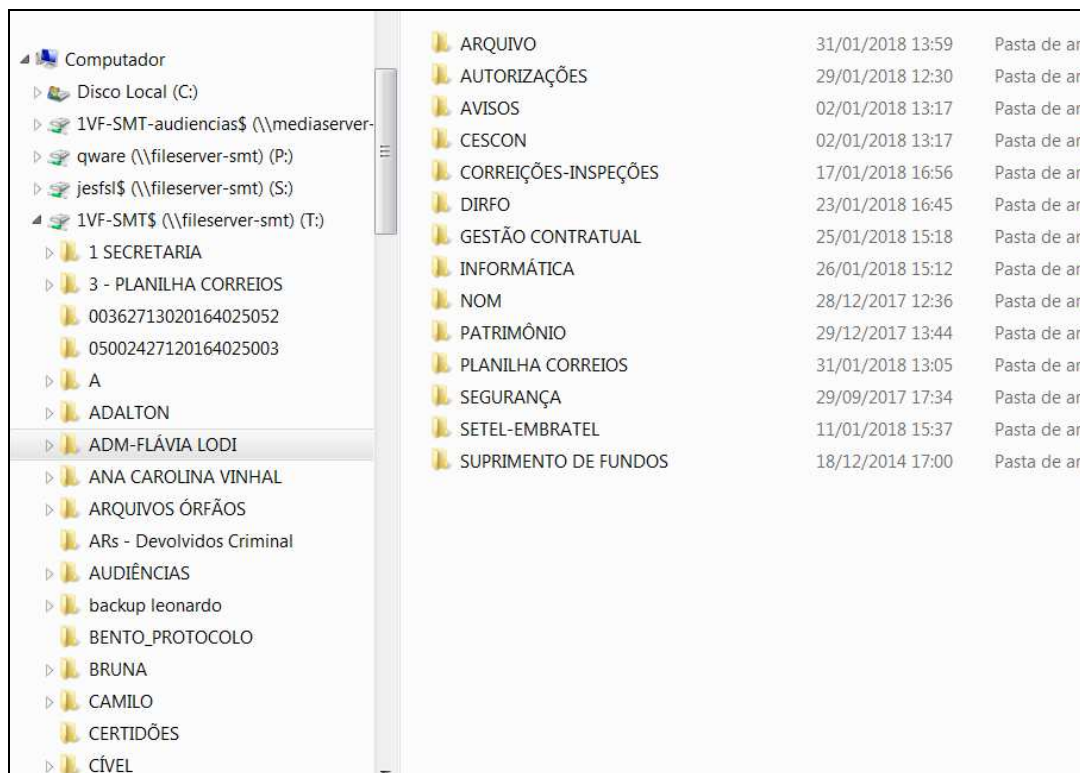 Computador
Disco Local (C:)
1VF-SMT-audiencias$ (\\mediaserver-
qware (\\fileserver-smt) (P:)
jesfsl$ (\\fileserver-smt) (S:)
1VF-SMT$ (\\fileserver-smt) (T:)
1 SECRETARIA
3 - PLANILHA CORREIOS
00362713020164025052
05002427120164025003
A
ADALTON
ADM-FLÁVIA LODI
ANA CAROLINA VINHAL
ARQUIVOS ÓRFÃOS
ARs - Devolvidos Criminal
AUDIÊNCIAS
backup leonardo
BENTO_PROTOCOLO
BRUNA
CAMILO
CERTIDÕES
CÍVEL
ARQUIVO 31/01/2018 13:59 Pasta de ar
AUTORIZAÇÕES 29/01/2018 12:30 Pasta de ar
AVISOS 02/01/2018 13:17 Pasta de ar
CESCON 02/01/2018 13:17 Pasta de ar
CORREIÇÕES-INSPEÇÕES 17/01/2018 16:56 Pasta de ar
DIRFO 23/01/2018 16:45 Pasta de ar
GESTÃO CONTRATUAL 25/01/2018 15:18 Pasta de ar
INFORMÁTICA 26/01/2018 15:12 Pasta de ar
NOM 28/12/2017 12:36 Pasta de ar
PATRIMÔNIO 29/12/2017 13:44 Pasta de ar
PLANILHA CORREIOS 31/01/2018 13:05 Pasta de ar
SEGURANÇA 29/09/2017 17:34 Pasta de ar
SETEL-EMBRATEL 11/01/2018 15:37 Pasta de ar
SUPRIMENTO DE FUNDOS 18/12/2014 17:00 Pasta de ar